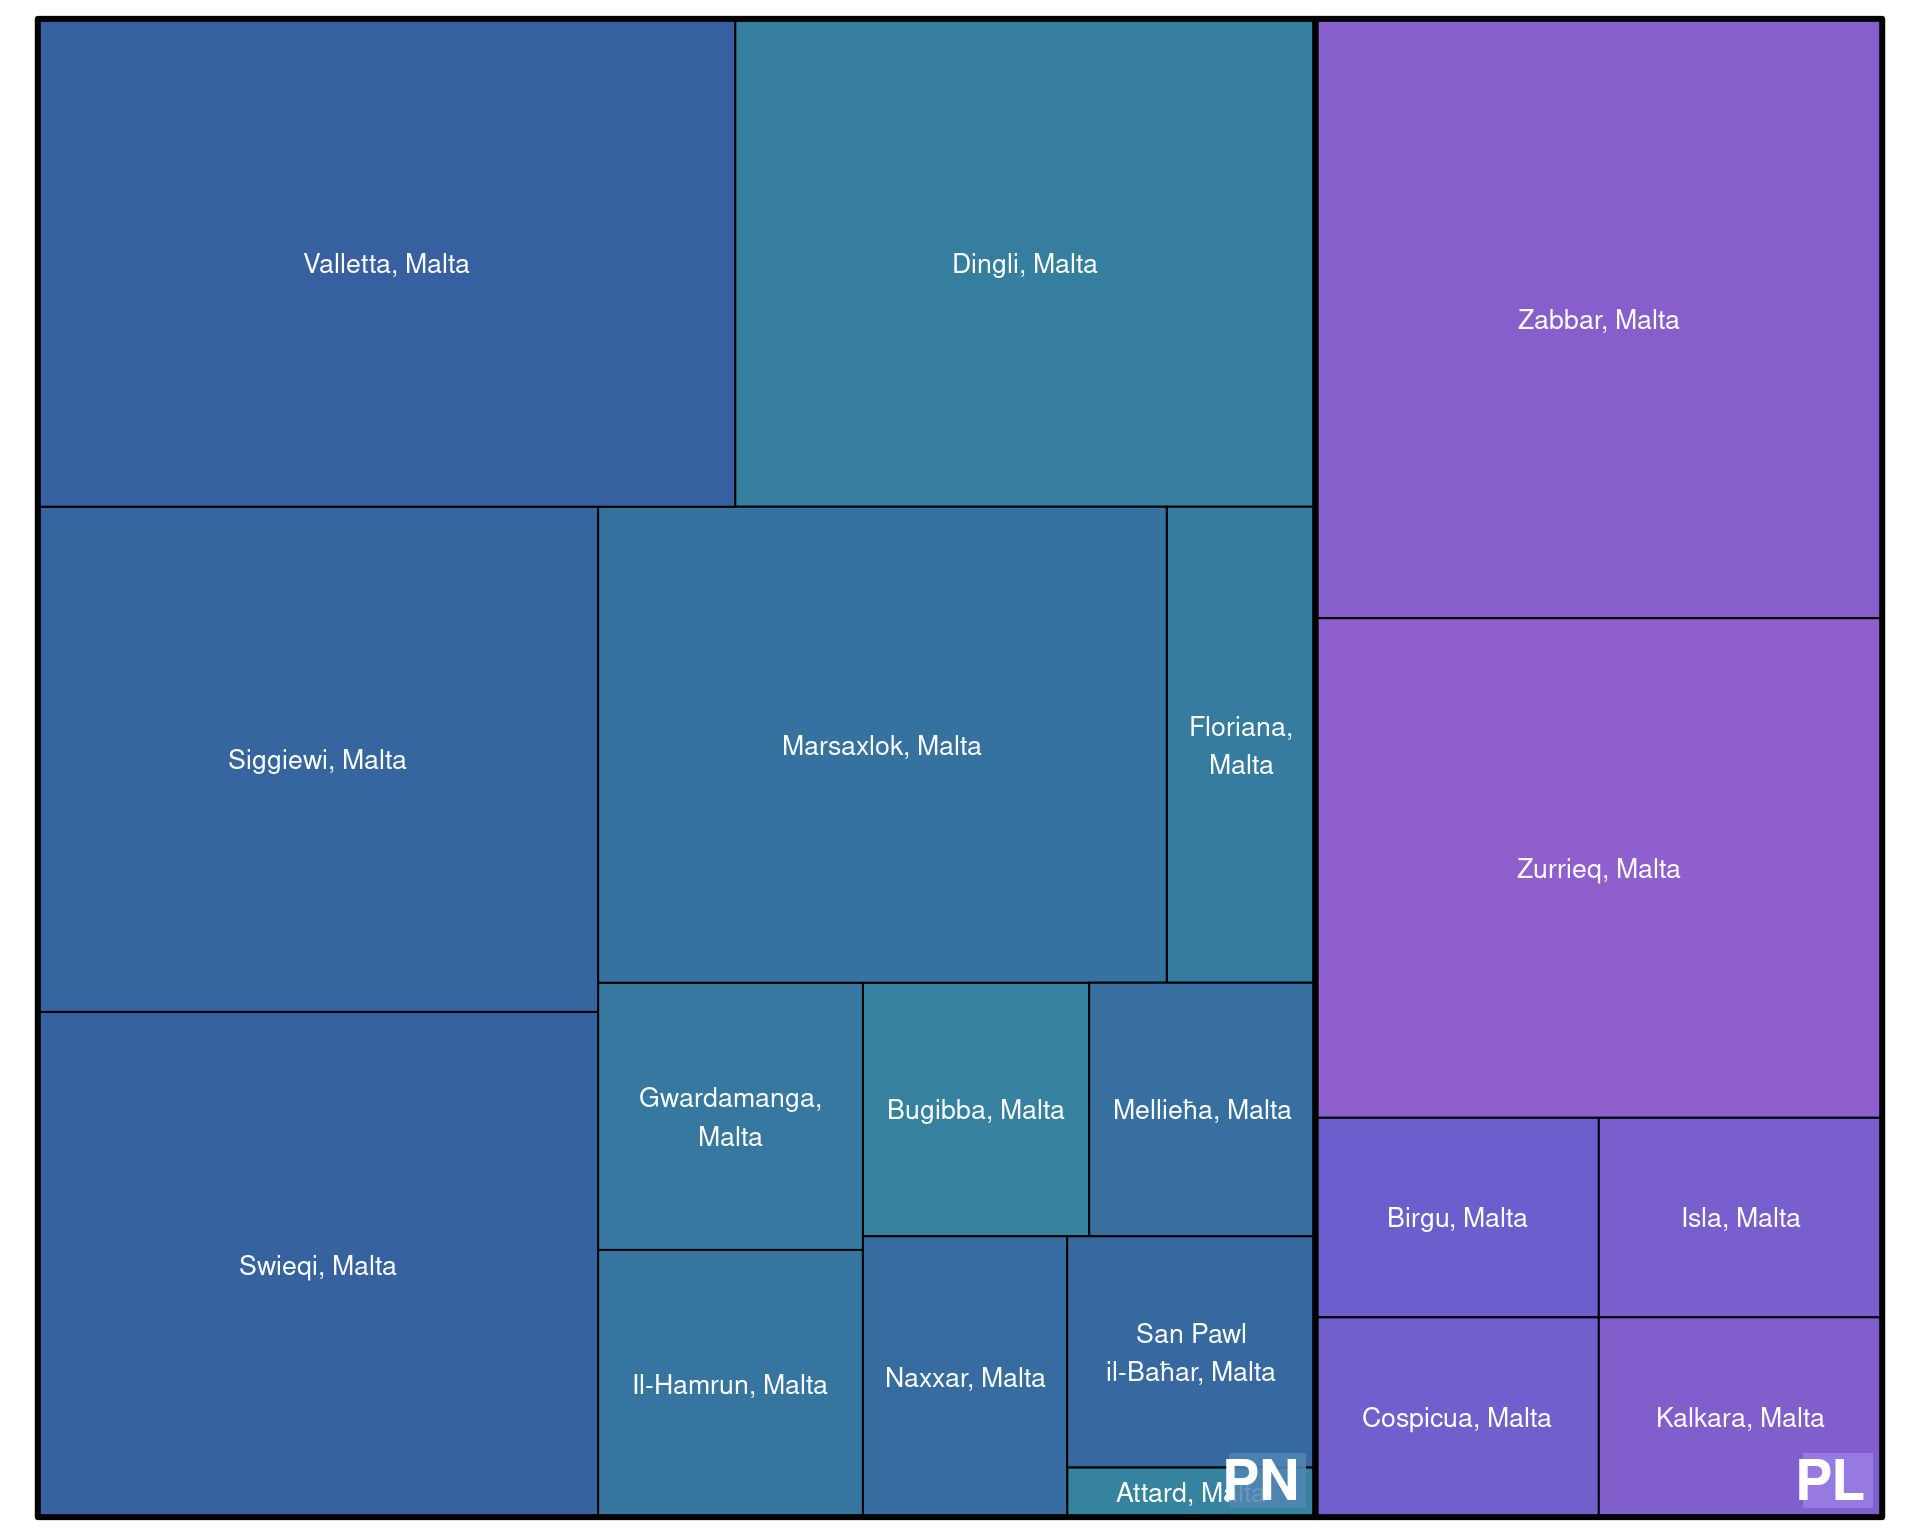 Valletta, Malta
Dingli, Malta
Zabbar, Malta
Siggiewi, Malta
Marsaxlok, Malta
Floriana,
Malta
Zurrieq, Malta
Gwardamanga,
Malta
Bugibba, Malta
Mellieħa, Malta
Birgu, Malta
Isla, Malta
Swieqi, Malta
Il-Hamrun, Malta
Naxxar, Malta
San Pawl
il-Baħar, Malta
Cospicua, Malta
Kalkara, Malta
Attard, Malta
PN
PL